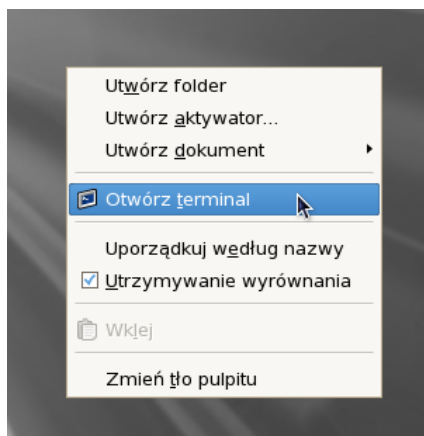 Utwórz folder
Utwórz aktywator...
Utwórz dokument
Otwórz terminal
Uporządkuj według nazwy
Utrzymywanie wyrównania
Wklej
Zmień tło pulpitu